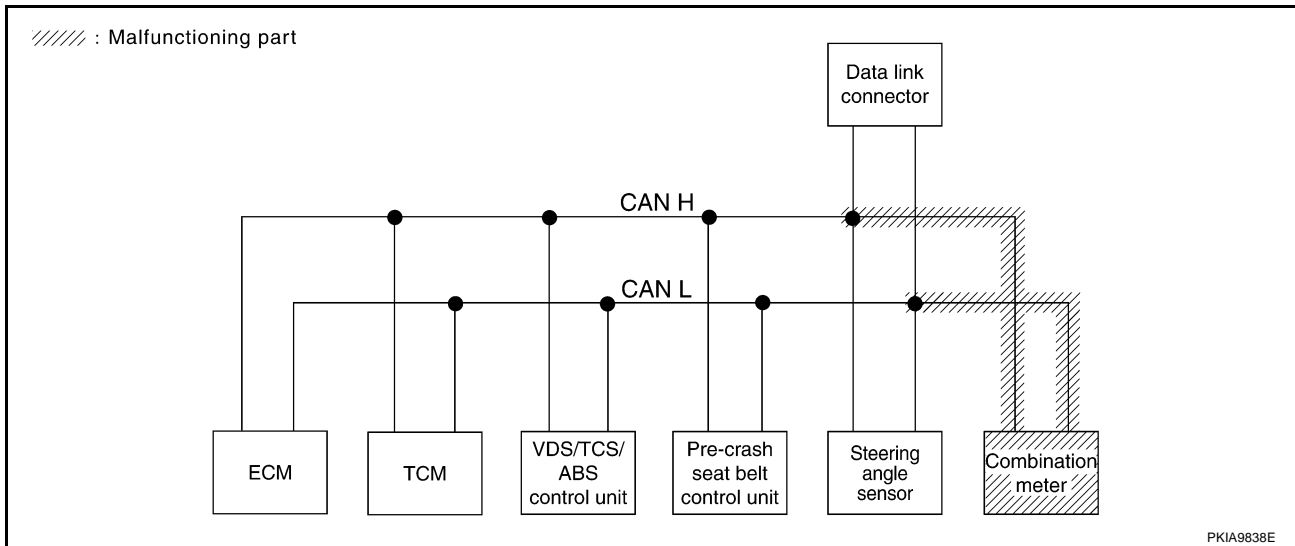 : Malfunctioning part
Data link
connector
CAN H
CAN L
ECM
TCM
VDS/TCS/
ABS
control unit
Pre-crash
seat belt
control unit
Steering
angle
sensor
Combination
meter
PKIA9838E